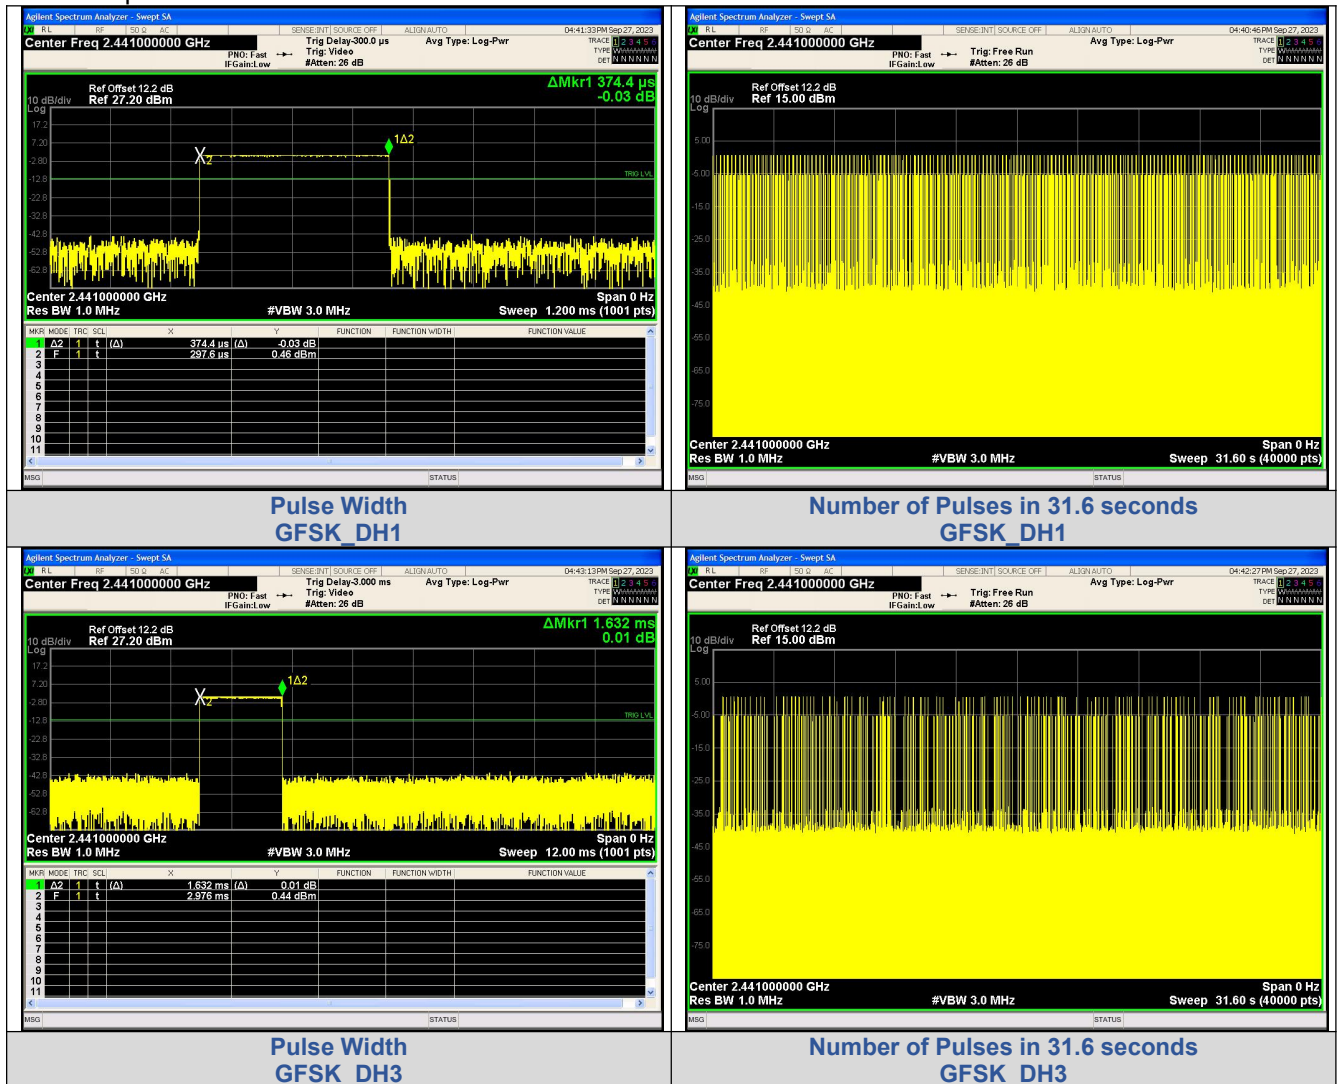 Agilent Spectrum Analyzer - Swept SA
RL RF 50 Ω AC SENSE:INT SOURCE OFF ALIGN AUTO 04:41:33 PM Sep 27, 2023
Center Freq 2.441000000 GHz
PNO: Fast
IFGain:Low
Trig Delay-300.0 µs
Trig: Video
#Atten: 26 dB
Avg Type: Log-Pwr
TRACE 1 2 3 4 5 6
TYPE
DET N N N N N N
ΔMkr1 374.4 µs
-0.03 dB
Ref Offset 12.2 dB
10 dB/div Ref 27.20 dBm
Log
17.2
7.20
-2.80
-12.8
-22.8
-32.8
-42.8
-52.8
-62.8
X2
1Δ2
TRIG LVL
Center 2.441000000 GHz Span 0 Hz
Res BW 1.0 MHz #VBW 3.0 MHz Sweep 1.200 ms (1001 pts)
MKR MODE TRC SCL X Y FUNCTION FUNCTION WIDTH FUNCTION VALUE
1 Δ2 1 t (Δ) 374.4 µs (Δ) -0.03 dB
2 F 1 t 297.6 µs 0.46 dBm
3
4
5
6
7
8
9
10
11
MSG STATUS
Agilent Spectrum Analyzer - Swept SA
RL RF 50 Ω AC SENSE:INT SOURCE OFF ALIGN AUTO 04:40:46 PM Sep 27, 2023
Center Freq 2.441000000 GHz
PNO: Fast
IFGain:Low
Trig: Free Run
#Atten: 26 dB
Avg Type: Log-Pwr
TRACE 1 2 3 4 5 6
TYPE
DET N N N N N N
Ref Offset 12.2 dB
10 dB/div Ref 15.00 dBm
Log
5.00
-5.00
-15.0
-25.0
-35.0
-45.0
-55.0
-65.0
-75.0
Center 2.441000000 GHz Span 0 Hz
Res BW 1.0 MHz #VBW 3.0 MHz Sweep 31.60 s (40000 pts)
MSG STATUS
Pulse Width
GFSK_DH1
Number of Pulses in 31.6 seconds
GFSK_DH1
Agilent Spectrum Analyzer - Swept SA
RL RF 50 Ω AC SENSE:INT SOURCE OFF ALIGN AUTO 04:43:13 PM Sep 27, 2023
Center Freq 2.441000000 GHz
PNO: Fast
IFGain:Low
Trig Delay-3.000 ms
Trig: Video
#Atten: 26 dB
Avg Type: Log-Pwr
TRACE 1 2 3 4 5 6
TYPE
DET N N N N N N
ΔMkr1 1.632 ms
0.01 dB
Ref Offset 12.2 dB
10 dB/div Ref 27.20 dBm
Log
17.2
7.20
-2.80
-12.8
-22.8
-32.8
-42.8
-52.8
-62.8
X2
1Δ2
TRIG LVL
Center 2.441000000 GHz Span 0 Hz
Res BW 1.0 MHz #VBW 3.0 MHz Sweep 12.00 ms (1001 pts)
MKR MODE TRC SCL X Y FUNCTION FUNCTION WIDTH FUNCTION VALUE
1 Δ2 1 t (Δ) 1.632 ms (Δ) 0.01 dB
2 F 1 t 2.976 ms 0.44 dBm
3
4
5
6
7
8
9
10
11
MSG STATUS
Agilent Spectrum Analyzer - Swept SA
RL RF 50 Ω AC SENSE:INT SOURCE OFF ALIGN AUTO 04:42:27 PM Sep 27, 2023
Center Freq 2.441000000 GHz
PNO: Fast
IFGain:Low
Trig: Free Run
#Atten: 26 dB
Avg Type: Log-Pwr
TRACE 1 2 3 4 5 6
TYPE
DET N N N N N N
Ref Offset 12.2 dB
10 dB/div Ref 15.00 dBm
Log
5.00
-5.00
-15.0
-25.0
-35.0
-45.0
-55.0
-65.0
-75.0
Center 2.441000000 GHz Span 0 Hz
Res BW 1.0 MHz #VBW 3.0 MHz Sweep 31.60 s (40000 pts)
MSG STATUS
Pulse Width
GFSK_DH3
Number of Pulses in 31.6 seconds
GFSK_DH3